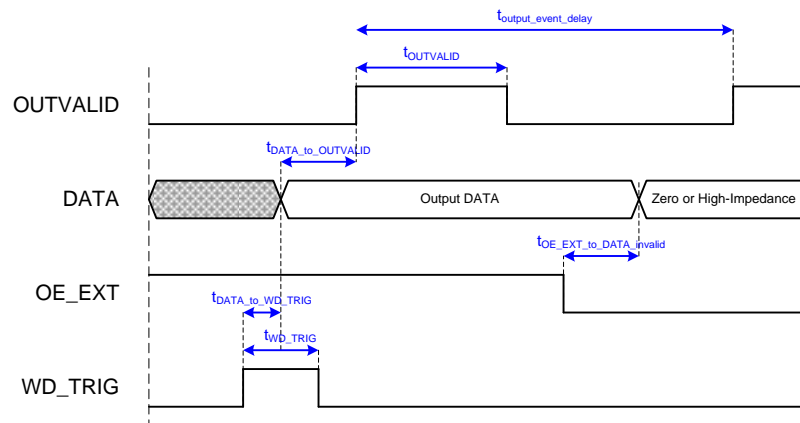 toutput_event_delay
tOUTVALID
OUTVALID
tDATA_to_OUTVALID
DATA
Output DATA
Zero or High-Impedance
tOE_EXT_to_DATA_invalid
OE_EXT
tDATA_to_WD_TRIG
tWD_TRIG
WD_TRIG